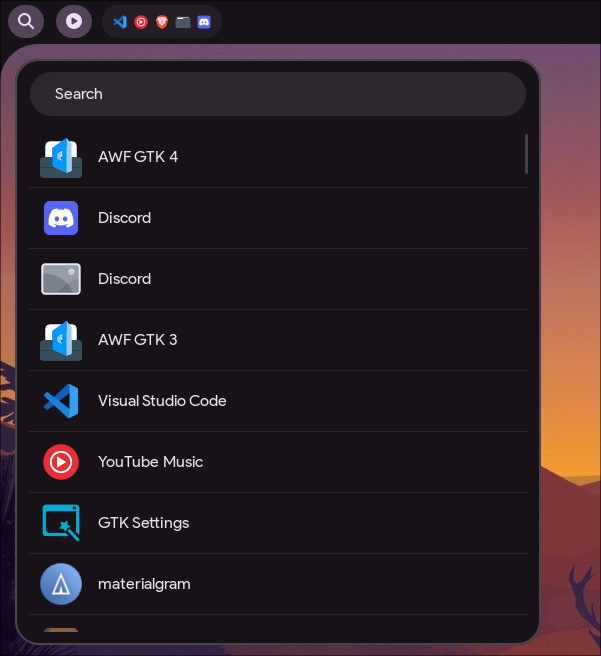 Search
AWF GTK 4
Discord
Discord
AWF GTK 3
Visual Studio Code
YouTube Music
GTK Settings
materialgram